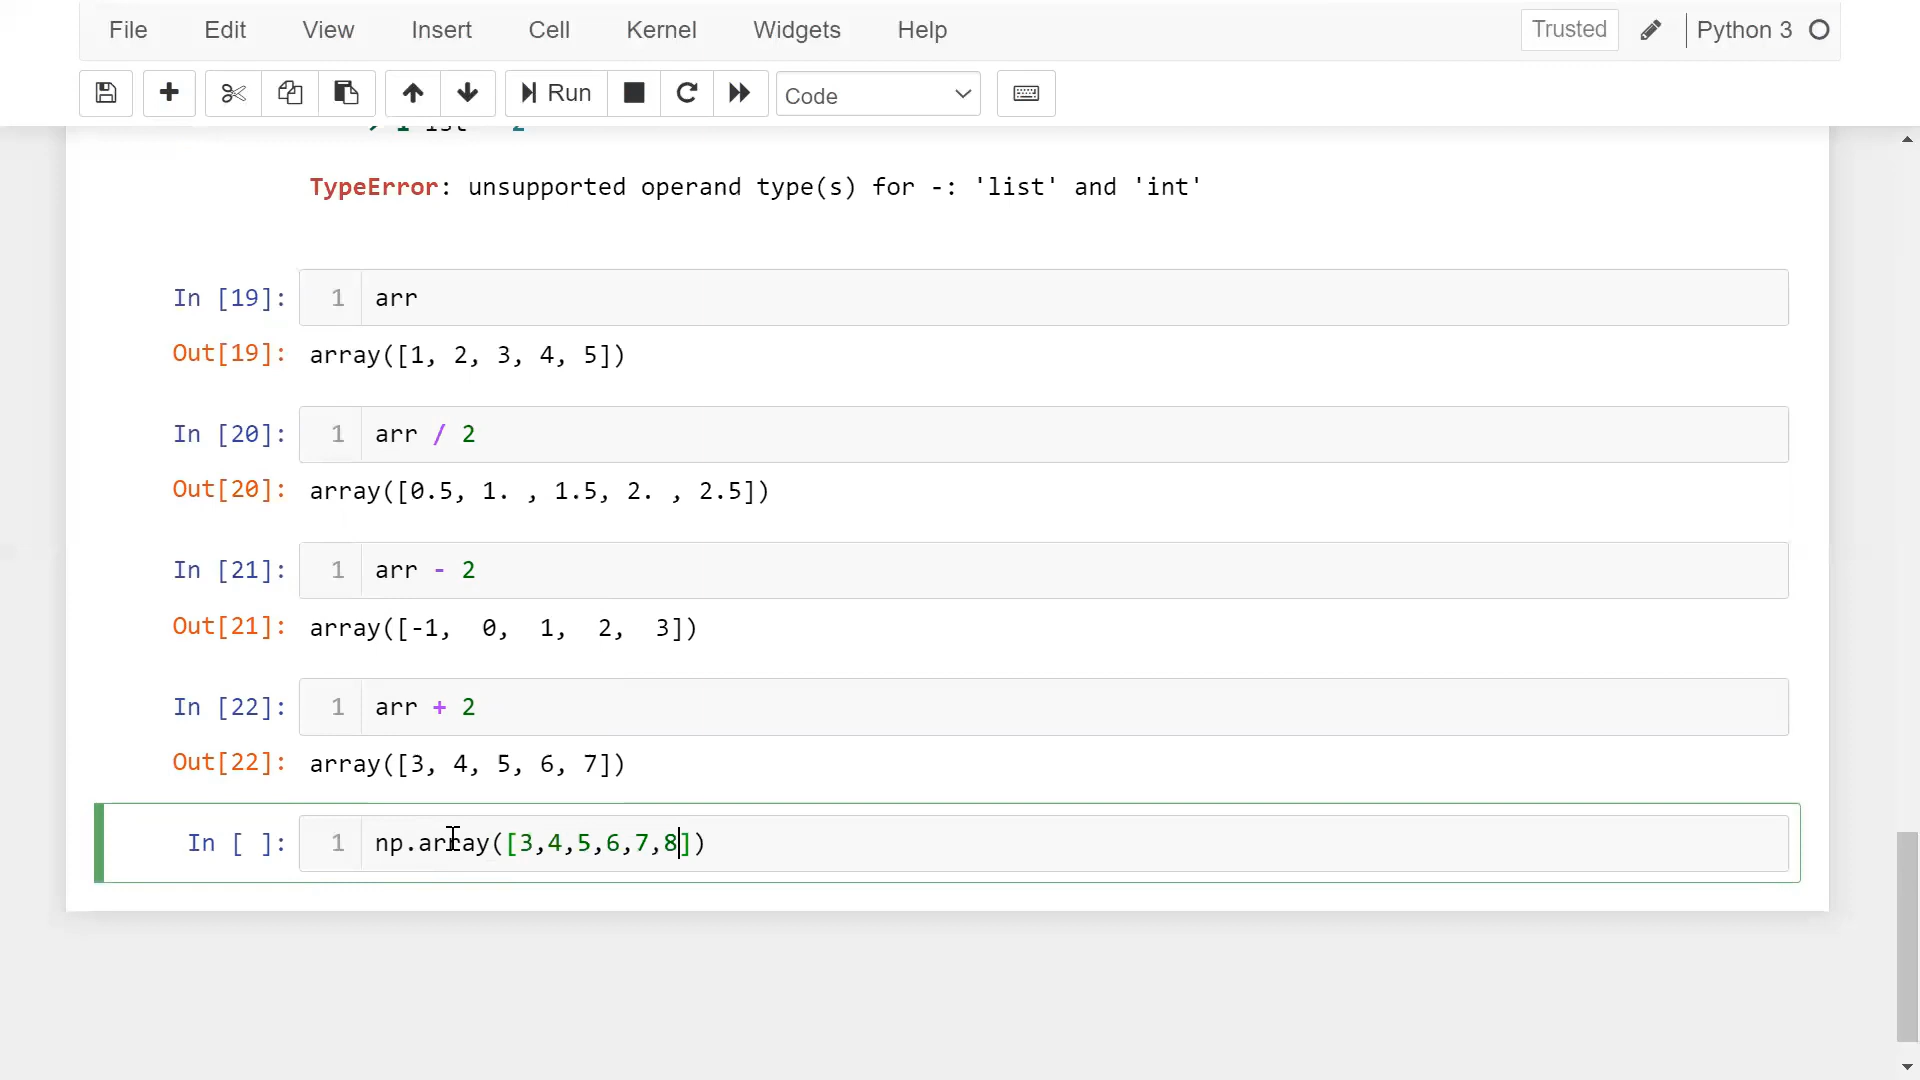 File Edit View Insert Cell Kernel Widgets Help Trusted Python 3
Run Code
TypeError: unsupported operand type(s) for -: 'list' and 'int'
In [19]: 1 arr
Out[19]: array([1, 2, 3, 4, 5])
In [20]: 1 arr / 2
Out[20]: array([0.5, 1. , 1.5, 2. , 2.5])
In [21]: 1 arr - 2
Out[21]: array([-1,  0,  1,  2,  3])
In [22]: 1 arr + 2
Out[22]: array([3, 4, 5, 6, 7])
In [ ]: 1 np.array([3,4,5,6,7,8])